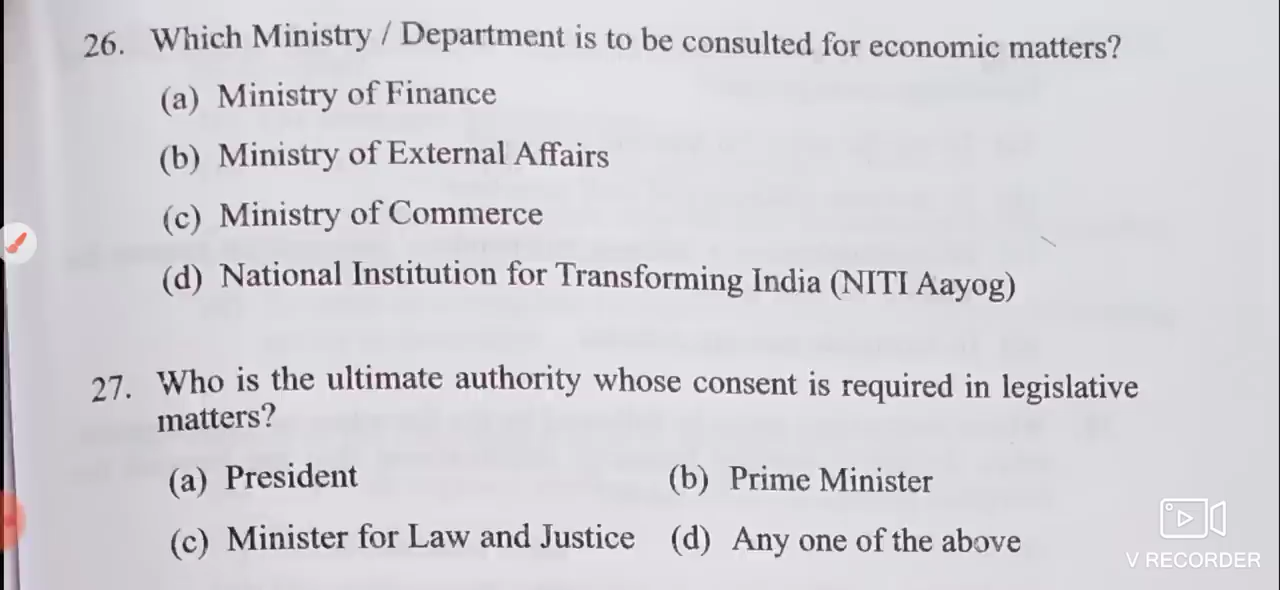 26. Which Ministry / Department is to be consulted for economic matters?
(a) Ministry of Finance
(b) Ministry of External Affairs
(c) Ministry of Commerce
(d) National Institution for Transforming India (NITI Aayog)
27. Who is the ultimate authority whose consent is required in legislative
matters?
(a) President (b) Prime Minister
(c) Minister for Law and Justice (d) Any one of the above
V RECORDER